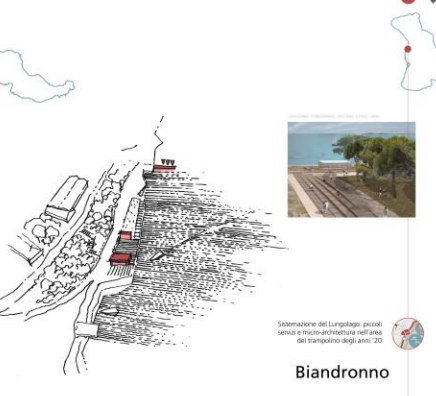 Sistemazione del Lungolago: piccoli
servizi e micro-architettura nell'area
del trampolino degli anni '20
Biandronno